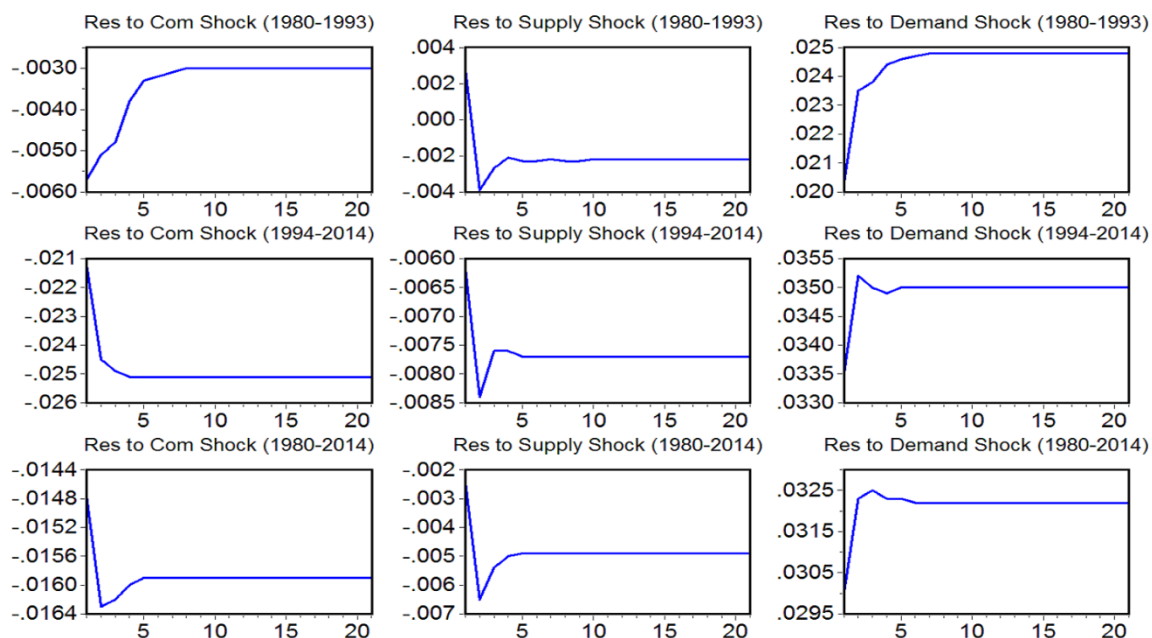 Res to Com Shock (1980-1993)
-.0030
-.0040
-.0050
-.0060
5 10 15 20
Res to Supply Shock (1980-1993)
.004
.002
.000
-.002
-.004
5 10 15 20
Res to Demand Shock (1980-1993)
.025
.024
.023
.022
.021
.020
5 10 15 20
Res to Com Shock (1994-2014)
-.021
-.022
-.023
-.024
-.025
-.026
5 10 15 20
Res to Supply Shock (1994-2014)
-.0060
-.0065
-.0070
-.0075
-.0080
-.0085
5 10 15 20
Res to Demand Shock (1994-2014)
.0355
.0350
.0345
.0340
.0335
.0330
5 10 15 20
Res to Com Shock (1980-2014)
-.0144
-.0148
-.0152
-.0156
-.0160
-.0164
5 10 15 20
Res to Supply Shock (1980-2014)
-.002
-.003
-.004
-.005
-.006
-.007
5 10 15 20
Res to Demand Shock (1980-2014)
.0325
.0315
.0305
.0295
5 10 15 20